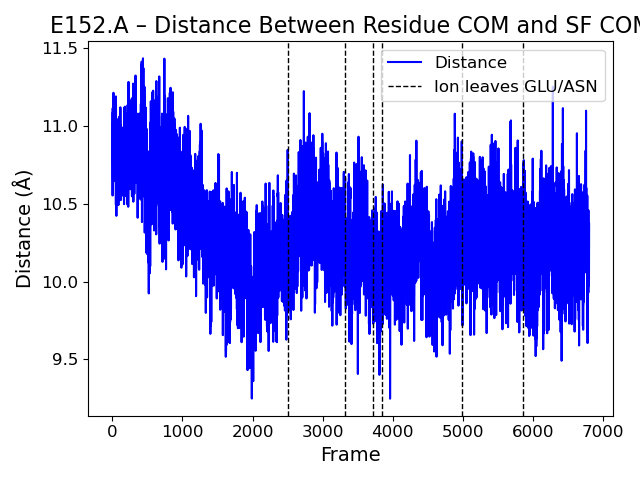 E152.A – Distance Between Residue COM and SF COM
Distance
Ion leaves GLU/ASN
Distance (Å)
11.5
11.0
10.5
10.0
9.5
0
1000
2000
3000
4000
5000
6000
7000
Frame